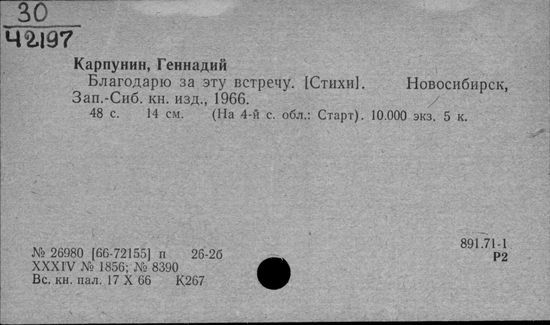 30
Ч2197
Карпунин, Геннадий
Благодарю за эту встречу. [Стихи]. Новосибирск,
Зап.-Сиб. кн. изд., 1966.
48 с. 14 см. (На 4-й с. обл.: Старт). 10.000 экз. 5 к.
891.71-1
Р2
№ 26980 [66-72155] п 26-2б
XXXIV № 1856; № 8390
Вс. кн. пал. 17 X 66 К267